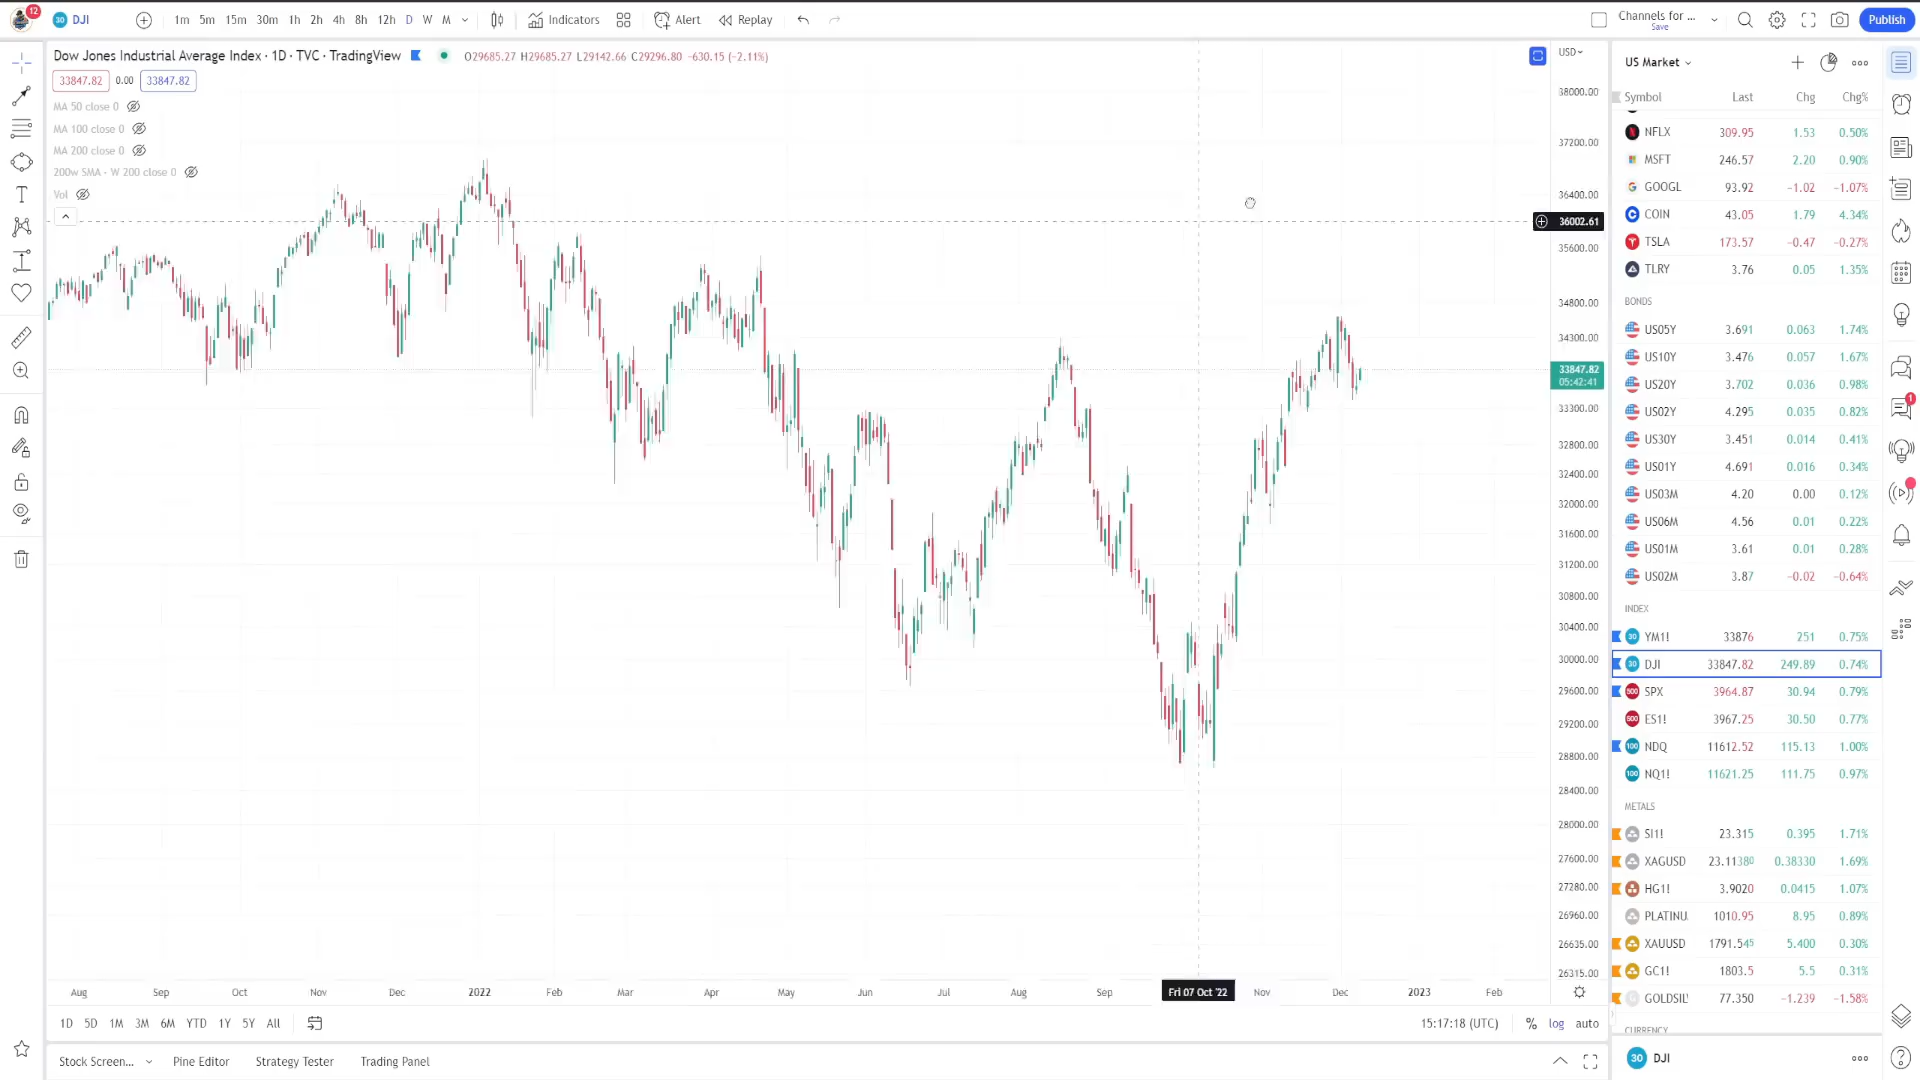 12
30 DJI
1m 5m 15m 30m 1h 2h 4h 8h 12h D W M
Indicators
Alert
Replay
Channels for ...
Save
Publish
Dow Jones Industrial Average Index · 1D · TVC · TradingView
O29685.27 H29685.27 L29142.66 C29296.80 −630.15 (−2.11%)
33847.82 0.00 33847.82
MA 50 close 0
MA 100 close 0
MA 200 close 0
200w SMA - W 200 close 0
Vol
USD
38000.00
37200.00
36400.00
36002.61
35600.00
34800.00
34300.00
33847.82
05:42:41
33300.00
32800.00
32400.00
32000.00
31600.00
31200.00
30800.00
30400.00
30000.00
29600.00
29200.00
28800.00
28400.00
28000.00
27600.00
27280.00
26960.00
26635.00
26315.00
Aug Sep Oct Nov Dec 2022 Feb Mar Apr May Jun Jul Aug Sep Fri 07 Oct '22 Nov Dec 2023 Feb
1D 5D 1M 3M 6M YTD 1Y 5Y All
15:17:18 (UTC) % log auto
Stock Screen... Pine Editor Strategy Tester Trading Panel
US Market
Symbol Last Chg Chg%
NFLX 309.95 1.53 0.50%
MSFT 246.57 2.20 0.90%
GOOGL 93.92 −1.02 −1.07%
COIN 43.05 1.79 4.34%
TSLA 173.57 −0.47 −0.27%
TLRY 3.76 0.05 1.35%
BONDS
US05Y 3.691 0.063 1.74%
US10Y 3.476 0.057 1.67%
US20Y 3.702 0.036 0.98%
US02Y 4.295 0.035 0.82%
US30Y 3.451 0.014 0.41%
US01Y 4.691 0.016 0.34%
US03M 4.20 0.00 0.12%
US06M 4.56 0.01 0.22%
US01M 3.61 0.01 0.28%
US02M 3.87 −0.02 −0.64%
INDEX
30 YM1! 33876 251 0.75%
30 DJI 33847.82 249.89 0.74%
500 SPX 3964.87 30.94 0.79%
500 ES1! 3967.25 30.50 0.77%
100 NDQ 11612.52 115.13 1.00%
100 NQ1! 11621.25 111.75 0.97%
METALS
SI1! 23.315 0.395 1.71%
XAGUSD 23.11380 0.38330 1.69%
HG1! 3.9020 0.0415 1.07%
PLATINU 1010.95 8.95 0.89%
XAUUSD 1791.545 5.400 0.30%
GC1! 1803.5 5.5 0.31%
GOLDSIL 77.350 −1.239 −1.58%
CURRENCY
30 DJI
1